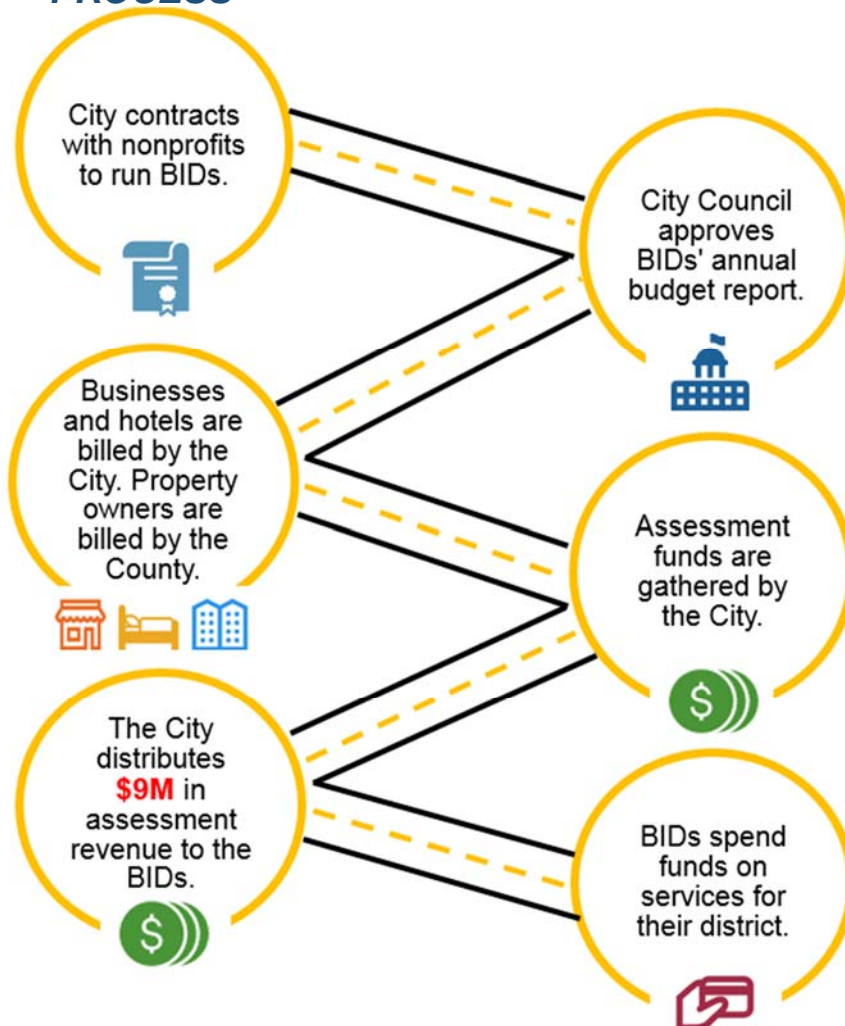 PROCESS
City contracts
with nonprofits
to run BIDs.
City Council
approves
BIDs' annual
budget report.
Businesses
and hotels are
billed by the
City. Property
owners are
billed by the
County.
Assessment
funds are
gathered by
the City.
The City
distributes
$9M in
assessment
revenue to the
BIDs.
BIDs spend
funds on
services for
their district.